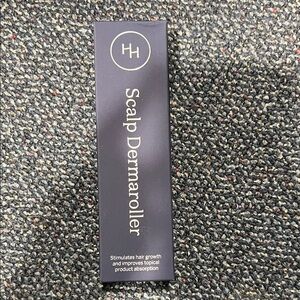 HH
Scalp Dermaroller
Stimulates hair growth
and improves topical
product absorption